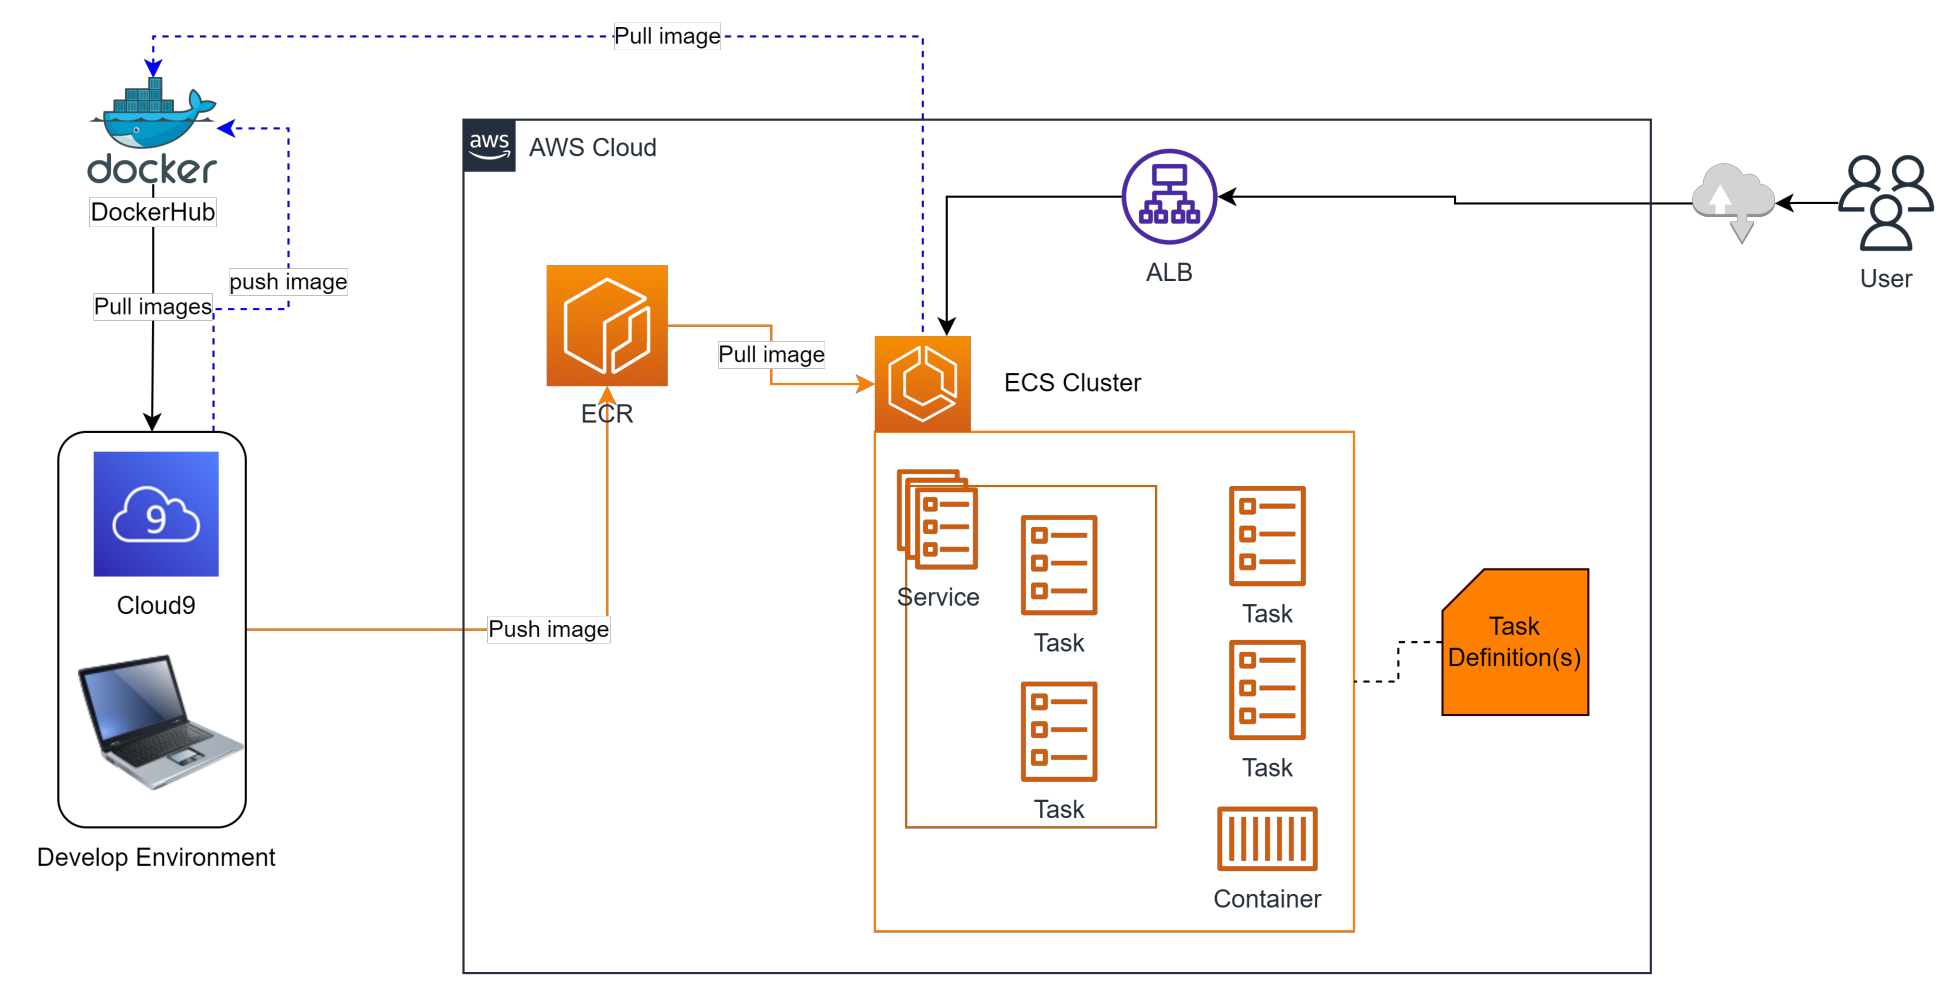 Pull image
docker
DockerHub
aws
AWS Cloud
push image
Pull images
ALB
User
Pull image
ECS Cluster
ECR
9
Cloud9
Service
Task
Task
Push image
Task
Definition(s)
Task
Task
Develop Environment
Container